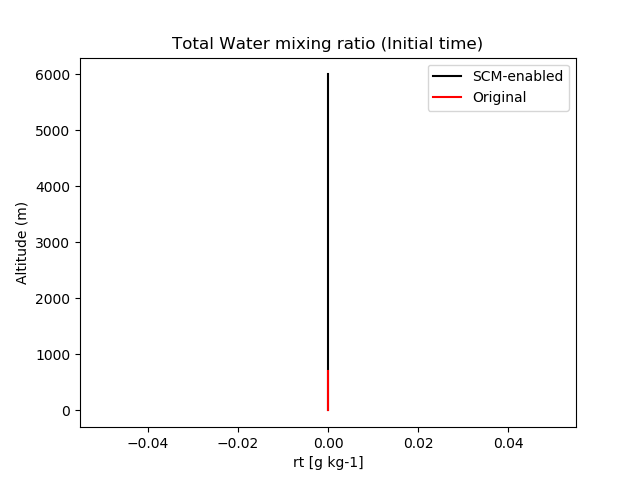 Total Water mixing ratio (Initial time)
SCM-enabled
Original
6000
5000
4000
3000
2000
1000
0
Altitude (m)
−0.04
−0.02
0.00
0.02
0.04
rt [g kg-1]